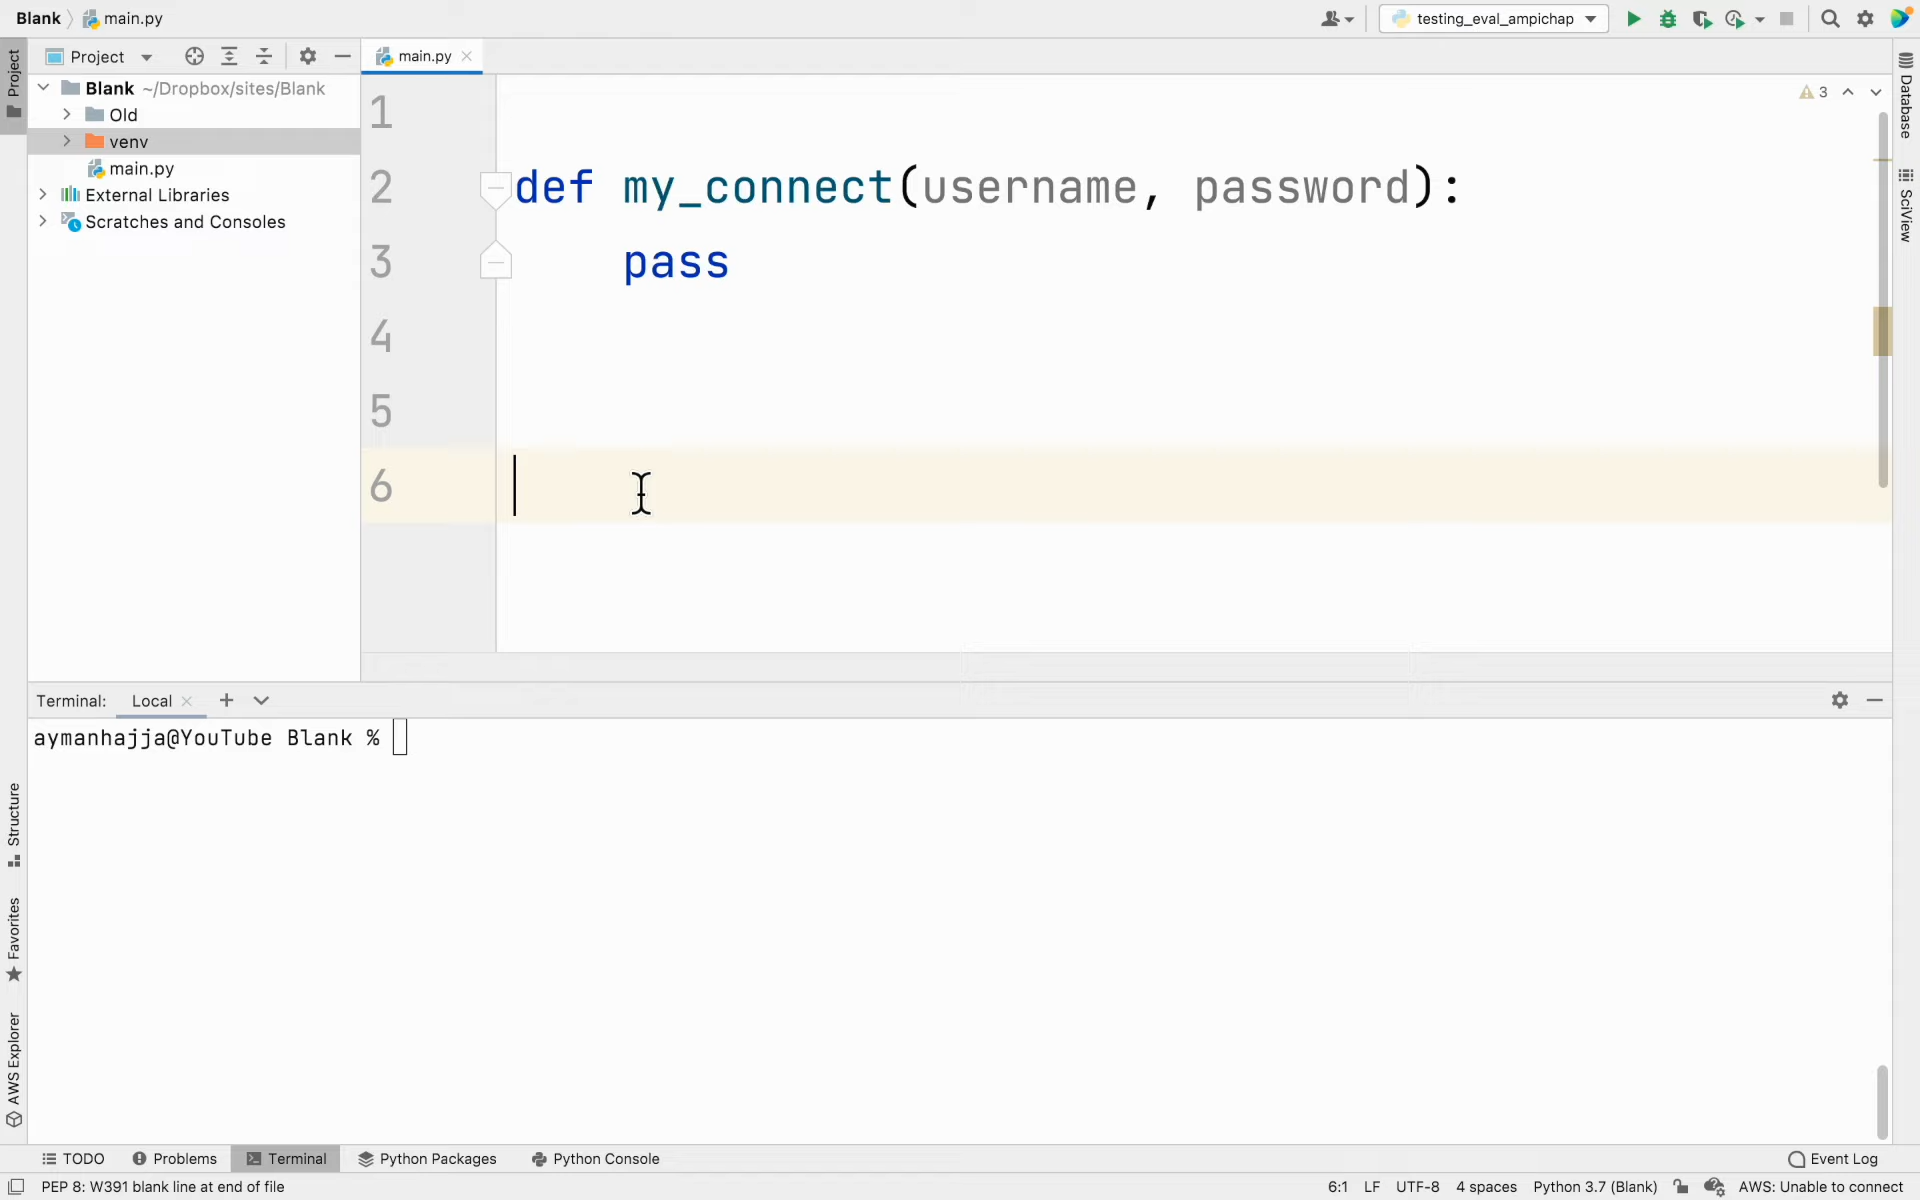 Blank main.py testing_eval_ampichap
Project main.py
Project
Blank ~/Dropbox/sites/Blank
Old
venv
main.py
External Libraries
Scratches and Consoles
1
2 def my_connect(username, password):
3 pass
4
5
6
3
Database
SciView
Terminal: Local
aymanhajja@YouTube Blank %
Structure
Favorites
AWS Explorer
TODO Problems Terminal Python Packages Python Console Event Log
PEP 8: W391 blank line at end of file 6:1 LF UTF-8 4 spaces Python 3.7 (Blank) AWS: Unable to connect